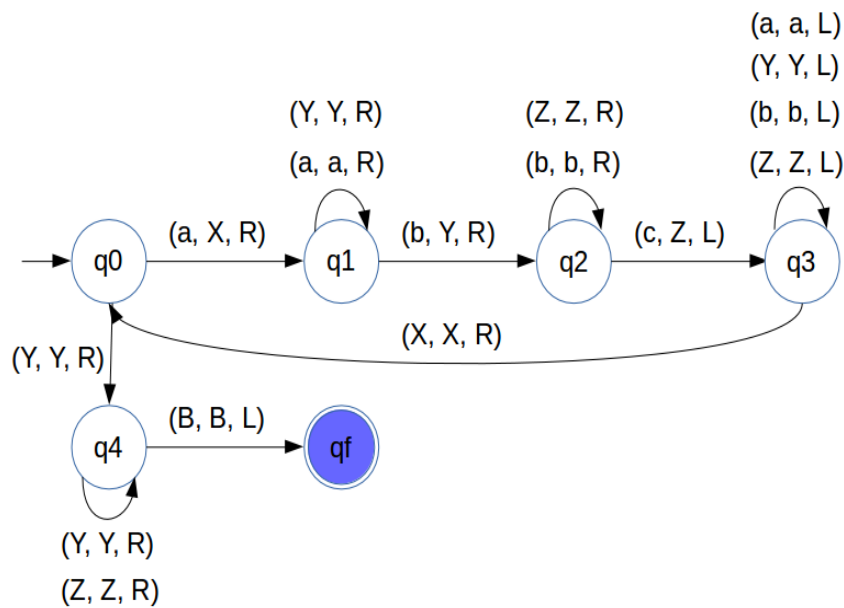 (a, a, L)
(Y, Y, L)
(Y, Y, R)
(Z, Z, R)
(b, b, L)
(a, a, R)
(b, b, R)
(Z, Z, L)
q0
(a, X, R)
q1
(b, Y, R)
q2
(c, Z, L)
q3
(X, X, R)
(Y, Y, R)
q4
(B, B, L)
qf
(Y, Y, R)
(Z, Z, R)